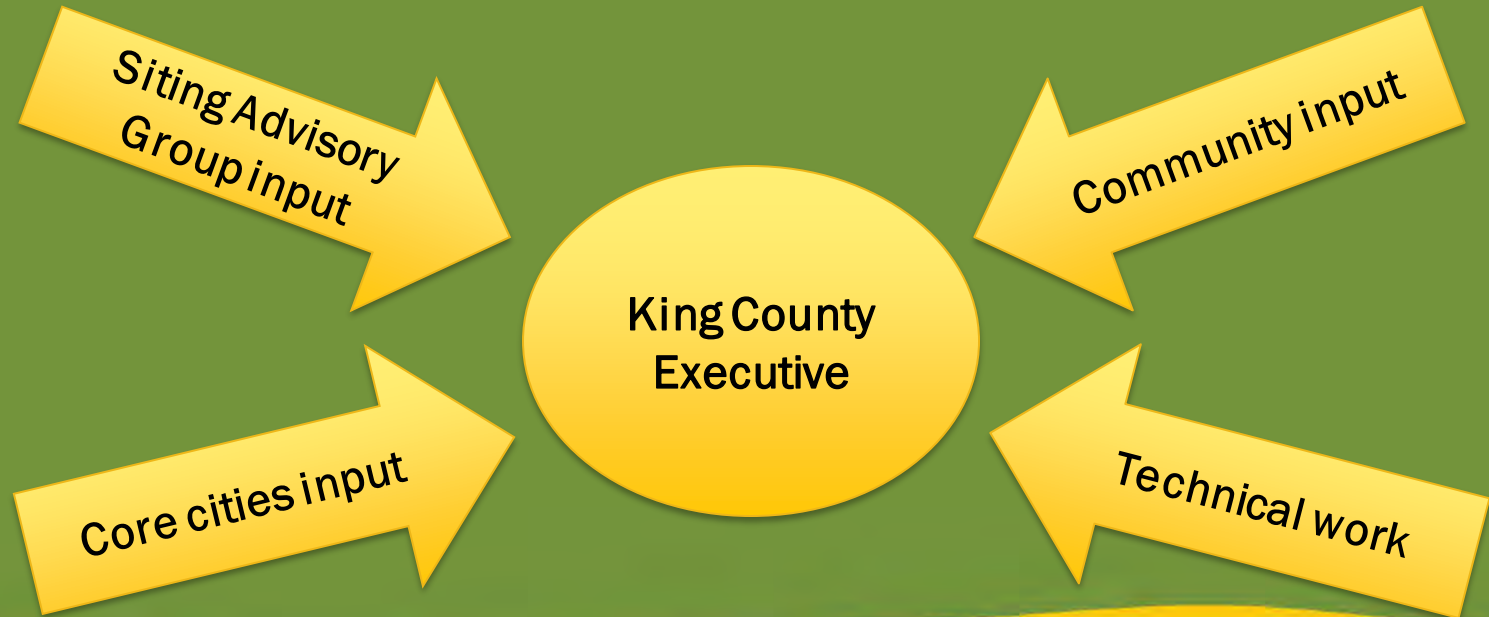 Siting Advisory
Group input
Community input
King County
Executive
Core cities input
Technical work